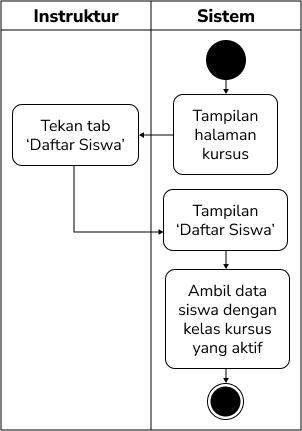 Instruktur
Sistem
Tampilan
halaman
kursus
Tekan tab
‘Daftar Siswa’
Tampilan
‘Daftar Siswa’
Ambil data
siswa dengan
kelas kursus
yang aktif